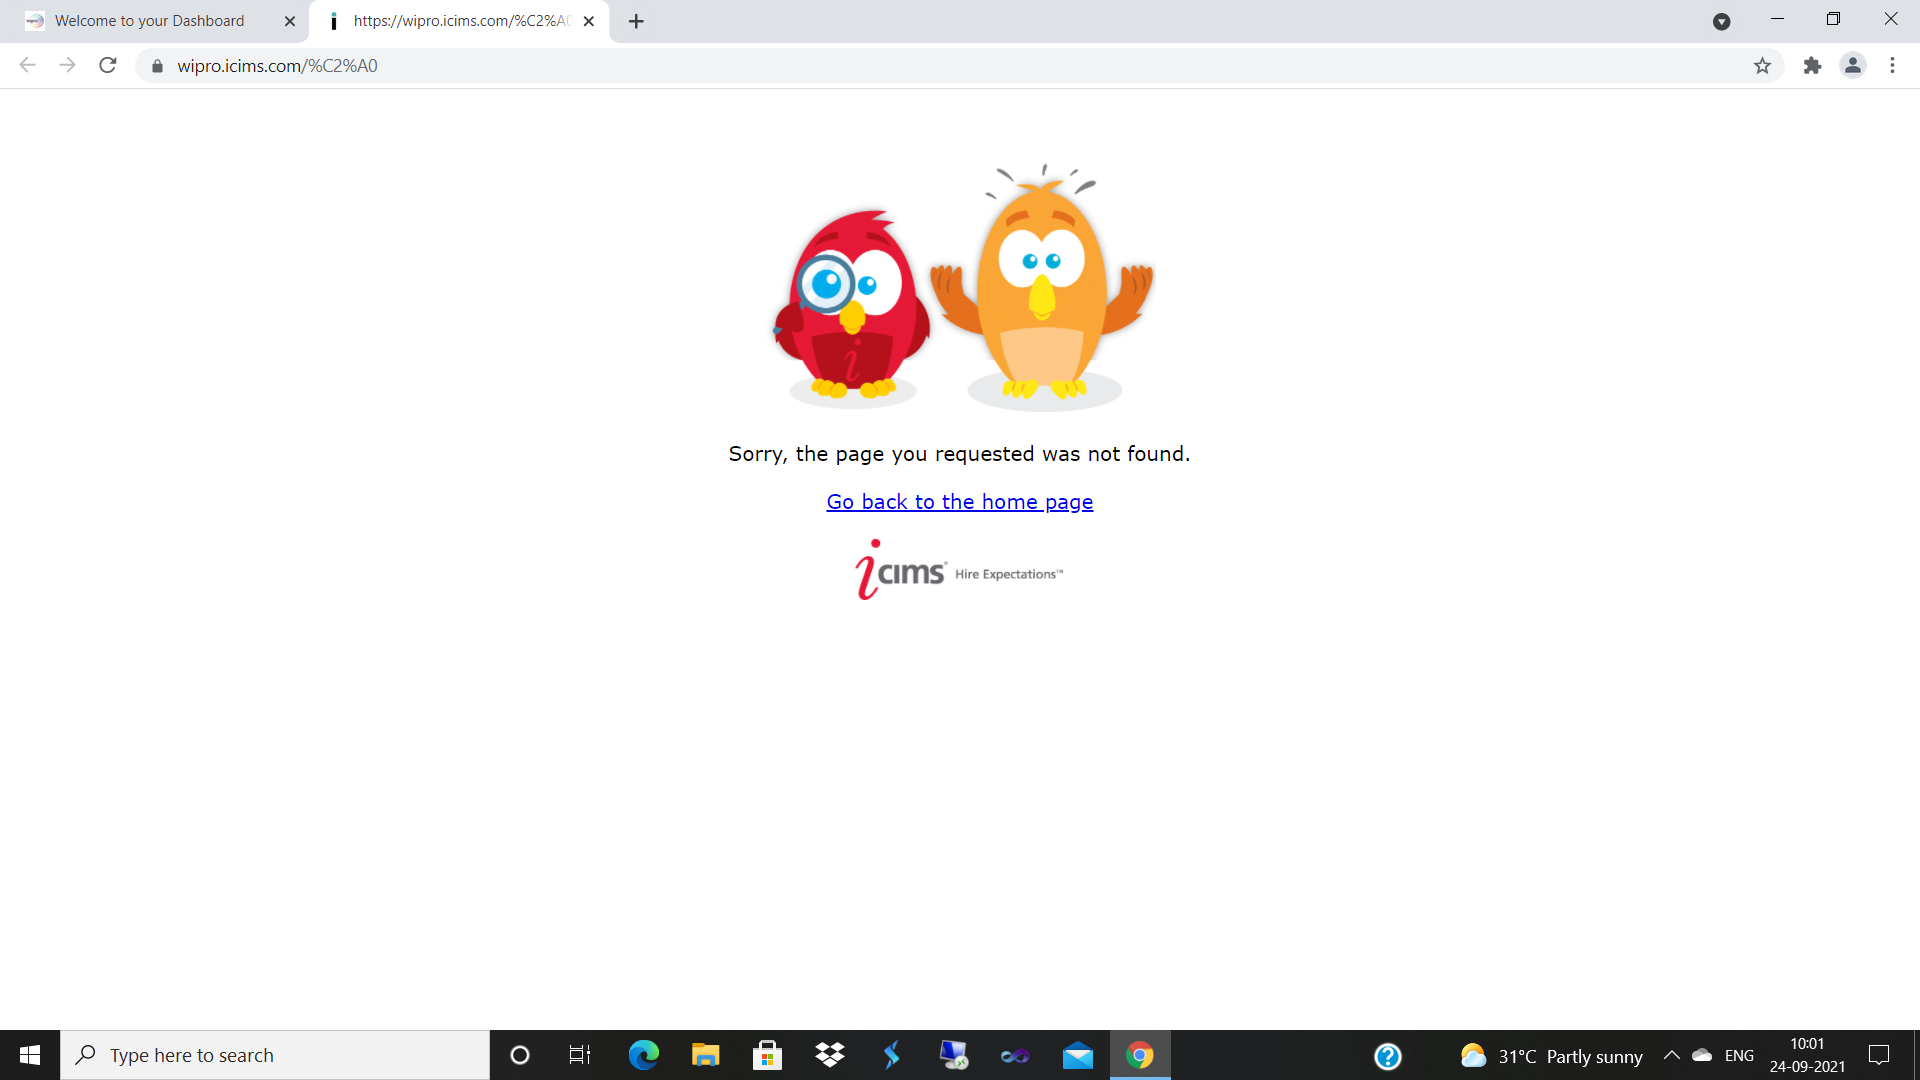 Welcome to your Dashboard
https://wipro.icims.com/%C2%A0
wipro.icims.com/%C2%A0
i
Sorry, the page you requested was not found.
Go back to the home page
icims® Hire Expectations™
Type here to search
31°C Partly sunny
ENG
10:01
24-09-2021